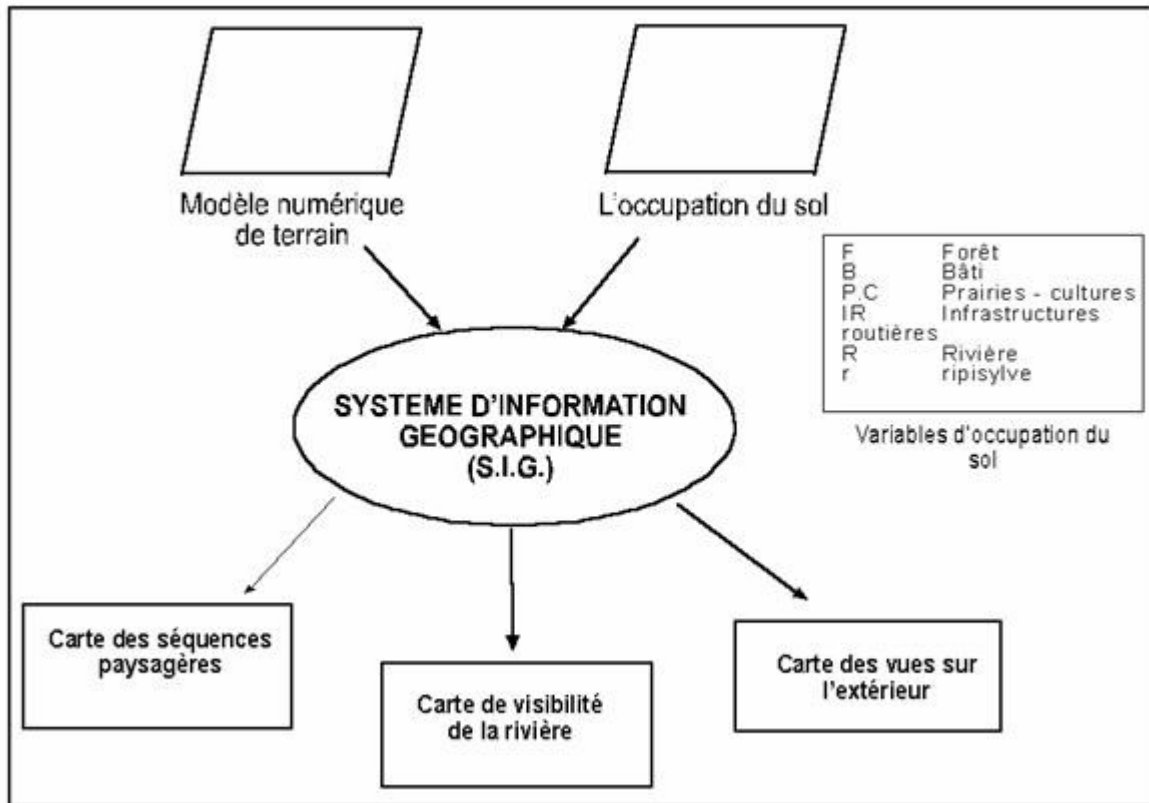 Modèle numérique
de terrain
L'occupation du sol
F Forêt
B Bâti
P.C Prairies - cultures
IR Infrastructures
routières
R Rivière
r ripisylve
Variables d'occupation du
sol
SYSTEME D'INFORMATION
GEOGRAPHIQUE
(S.I.G.)
Carte des séquences
paysagères
Carte de visibilité
de la rivière
Carte des vues sur
l'extérieur